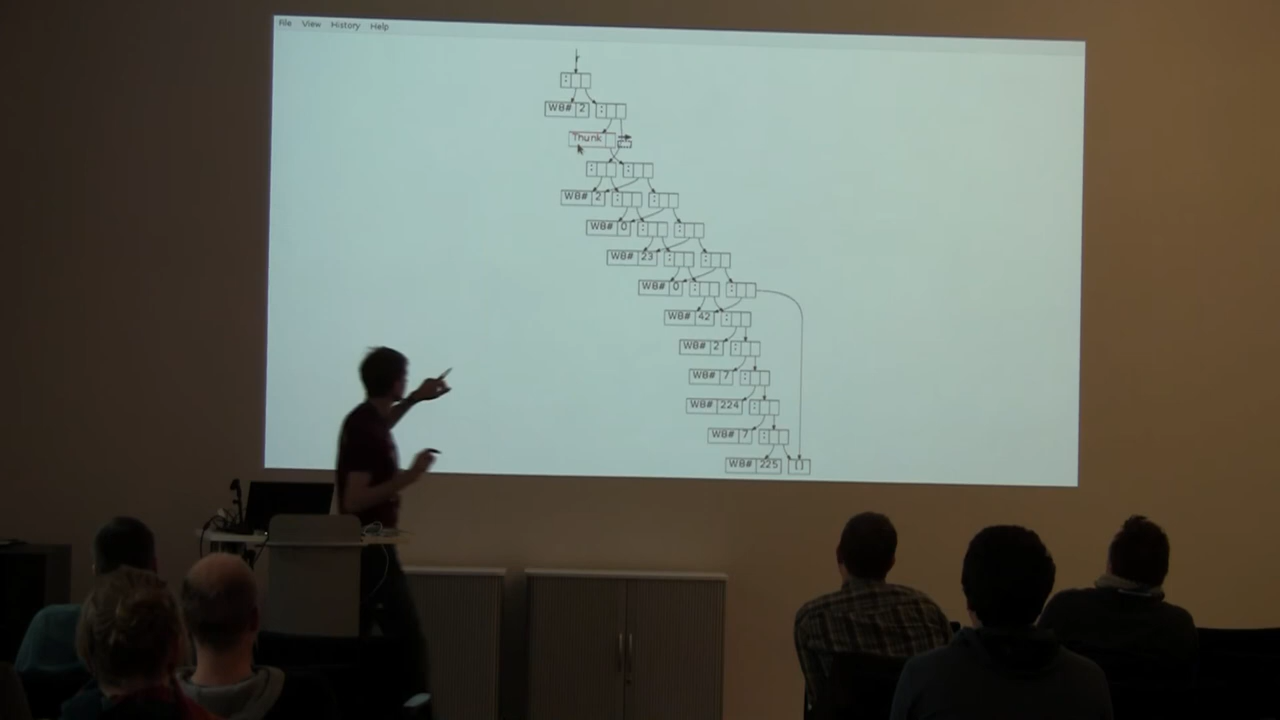 File View History Help
r
:
W8# 2 :
Thunk
: :
W8# 2 : :
W8# 0 : :
W8# 23 : :
W8# 0 : :
W8# 42 :
W8# 2 :
W8# 7 :
W8# 224 :
W8# 7 :
W8# 225 []